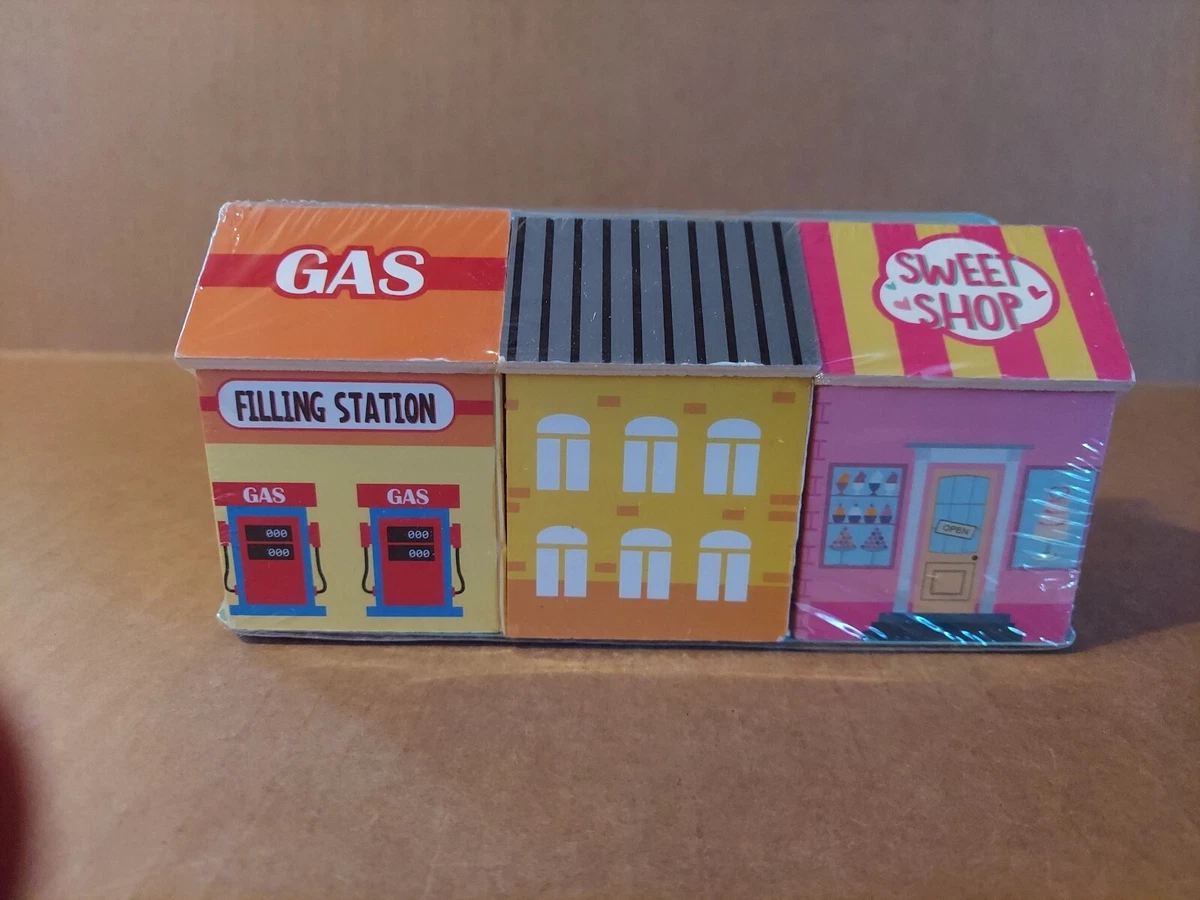 GAS
SWEET
SHOP
FILLING STATION
GAS
000
000
GAS
000
000
OPEN